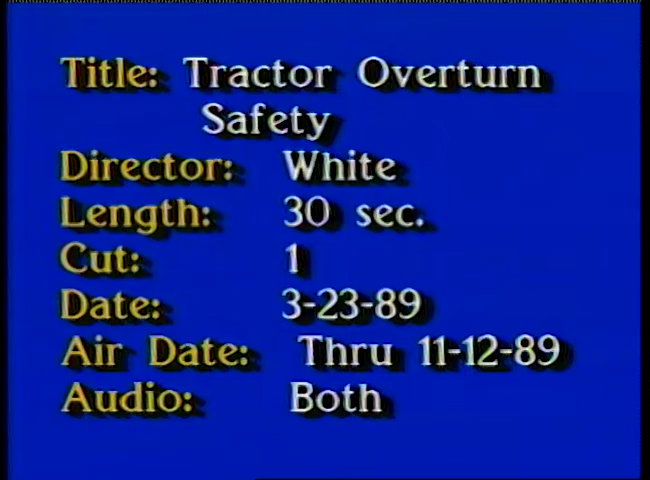 Title: Tractor Overturn
Safety
Director: White
Length: 30 sec.
Cut: 1
Date: 3-23-89
Air Date: Thru 11-12-89
Audio: Both